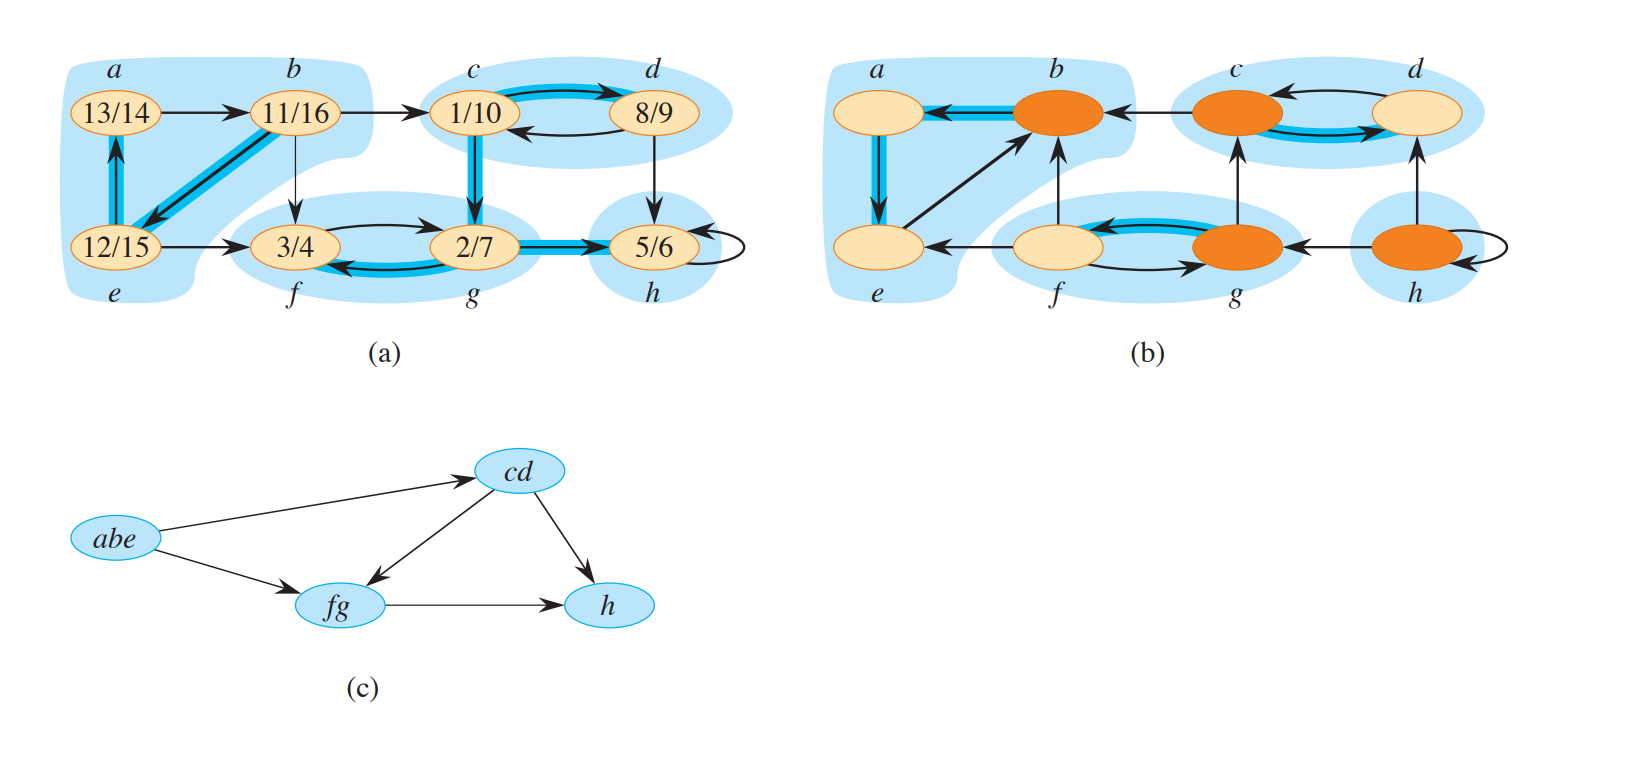 a b c d
13/14 11/16 1/10 8/9
12/15 3/4 2/7 5/6
e f g h
(a)
a b c d
e f g h
(b)
cd
abe
fg h
(c)